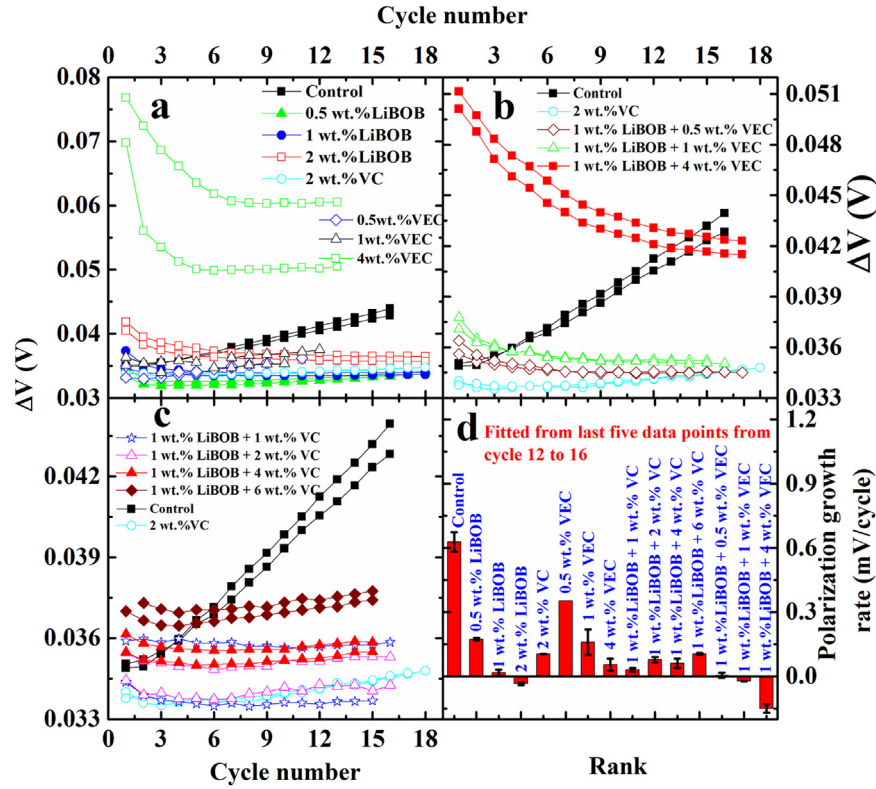 Cycle number
0 3 6 9 12 15 18
0 3 6 9 12 15 18
0.08
0.07
0.06
0.05
0.04
0.03
ΔV (V)
a
Control
0.5 wt.%LiBOB
1 wt.%LiBOB
2 wt.%LiBOB
2 wt.%VC
0.5wt.%VEC
1wt.%VEC
4wt.%VEC
b
Control
2 wt.%VC
1 wt.% LiBOB + 0.5 wt.% VEC
1 wt.% LiBOB + 1 wt.% VEC
1 wt.% LiBOB + 4 wt.% VEC
0.051
0.048
0.045
0.042
0.039
0.036
0.033
ΔV (V)
c
1 wt.% LiBOB + 1 wt.% VC
1 wt.% LiBOB + 2 wt.% VC
1 wt.% LiBOB + 4 wt.% VC
1 wt.% LiBOB + 6 wt.% VC
Control
2 wt.%VC
0.042
0.039
0.036
0.033
0 3 6 9 12 15 18
Cycle number
d
Fitted from last five data points from
cycle 12 to 16
Control
0.5 wt.% LiBOB
1 wt.% LiBOB
2 wt.% LiBOB
2 wt.% VC
0.5 wt.% VEC
1 wt.% VEC
4 wt.% VEC
1 wt.%LiBOB + 1 wt.% VC
1 wt.%LiBOB + 2 wt.% VC
1 wt.%LiBOB + 4 wt.% VC
1 wt.%LiBOB + 6 wt.% VC
1 wt.%LiBOB + 0.5 wt.% VEC
1 wt.%LiBOB + 1 wt.% VEC
1 wt.%LiBOB + 4 wt.% VEC
1.2
0.9
0.6
0.3
0.0
Polarization growth
rate (mV/cycle)
Rank